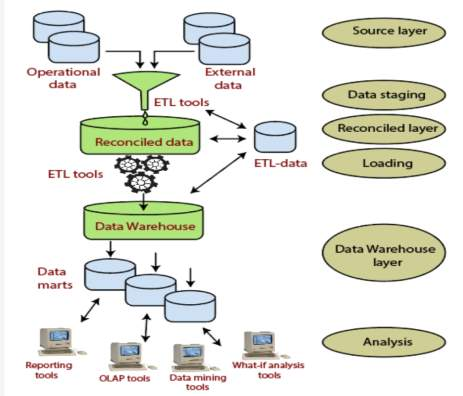 Source layer
Operational
data
External
data
Data staging
ETL tools
Reconciled layer
Reconciled data
ETL-data
Loading
ETL tools
Data Warehouse
Data Warehouse
layer
Data
marts
Analysis
Reporting
tools
OLAP tools
Data mining
tools
What-if analysis
tools